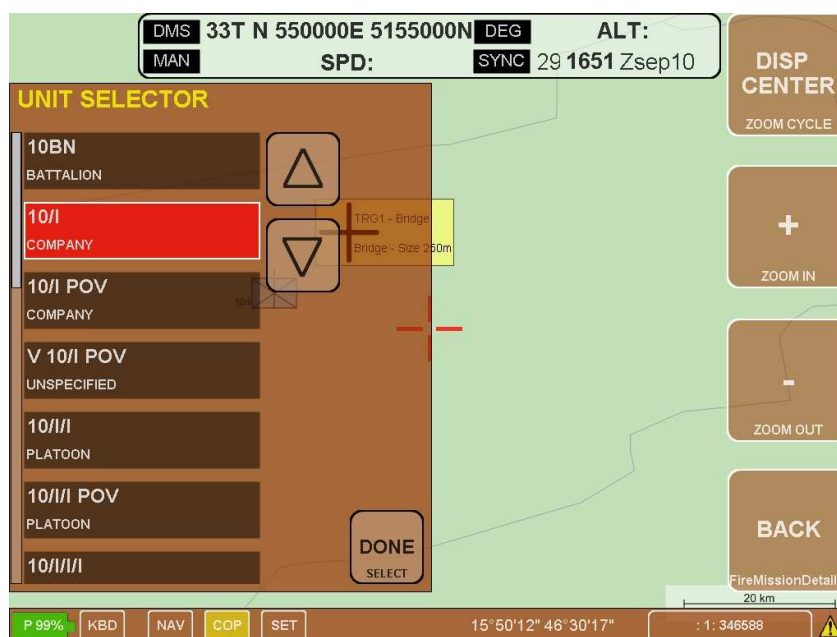 DMS 33T N 550000E 5155000N DEG ALT:
MAN SPD: SYNC 29 1651 Zsep10
UNIT SELECTOR
10BN
BATTALION
10/I
COMPANY
10/I POV
COMPANY
V 10/I POV
UNSPECIFIED
10/I/I
PLATOON
10/I/I POV
PLATOON
10/I/I/I
TRG1 - Bridge
Bridge - Size 250m
10/I
DONE
SELECT
DISP
CENTER
ZOOM CYCLE
+
ZOOM IN
-
ZOOM OUT
BACK
FireMissionDetail
20 km
P 99% KBD NAV COP SET 15°50'12" 46°30'17" : 1: 346588